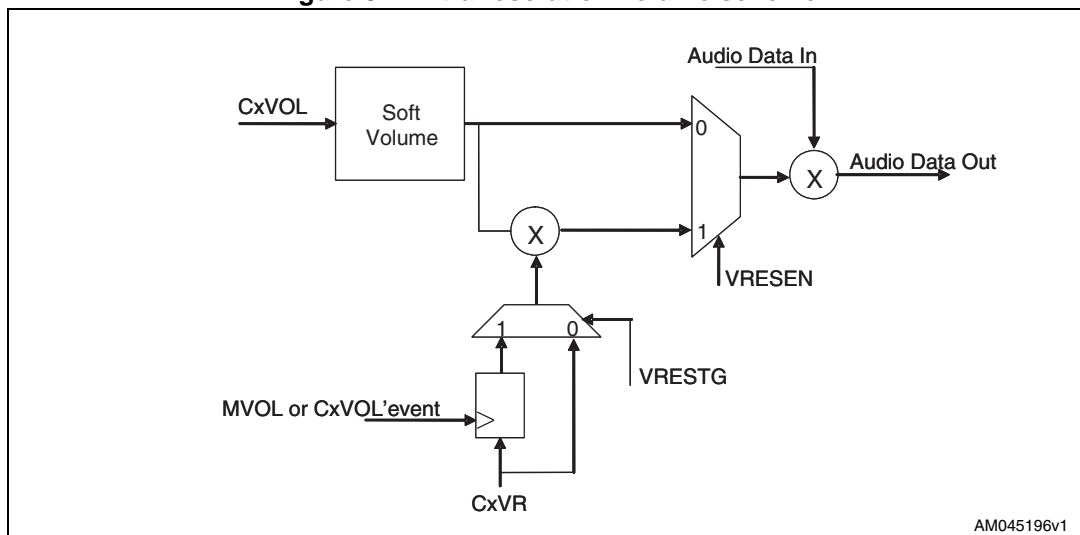 Audio Data In
CxVOL
Soft
Volume
0
X
Audio Data Out
1
X
VRESEN
1
0
VRESTG
MVOL or CxVOL'event
CxVR
AM045196v1